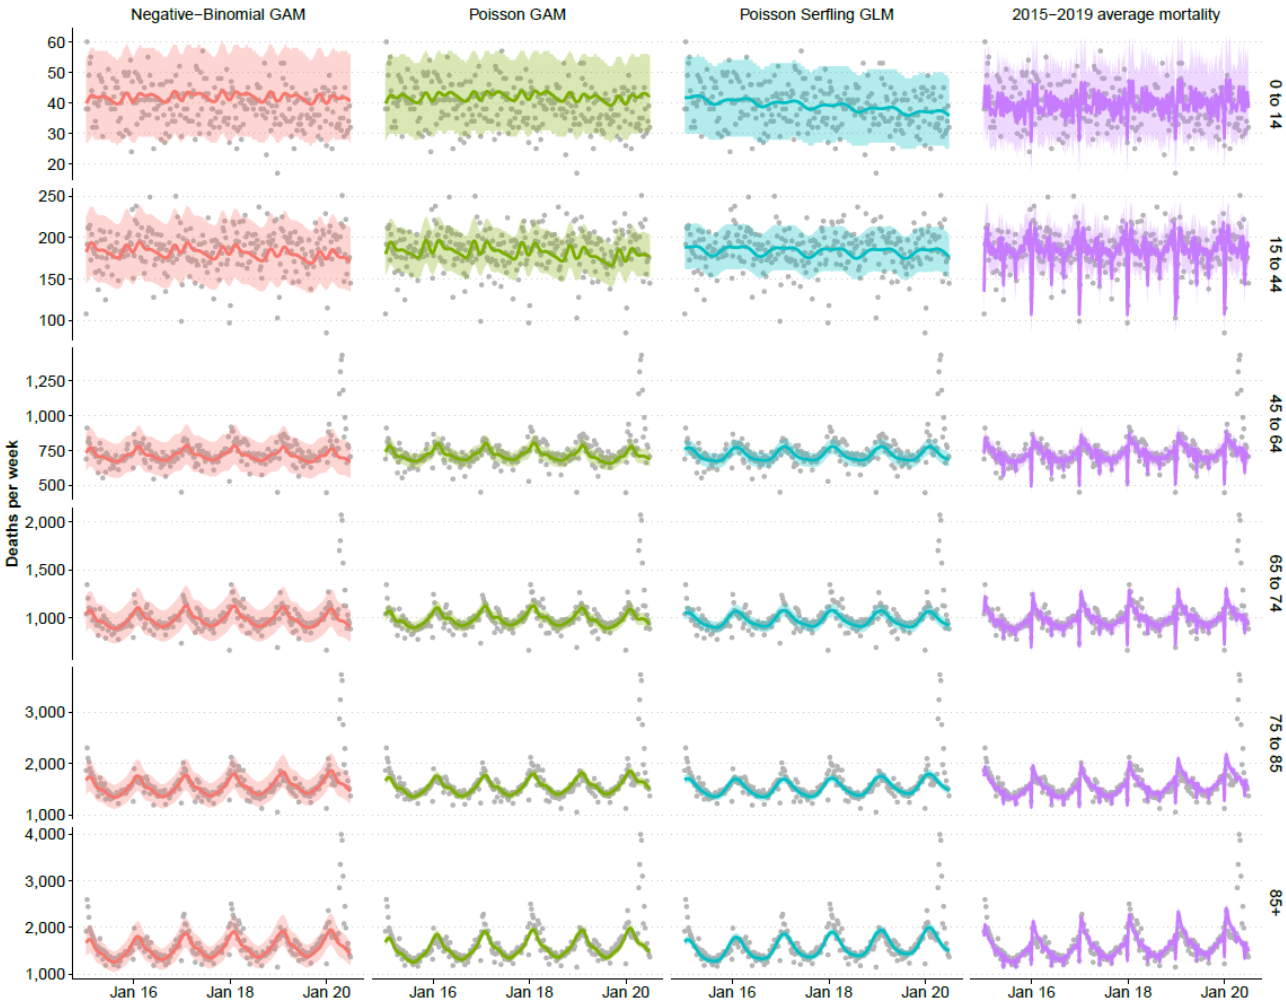 Negative−Binomial GAM
Poisson GAM
Poisson Serfling GLM
2015−2019 average mortality
60
50
40
30
20
0 to 14
250
200
150
100
15 to 44
1,250
1,000
750
500
45 to 64
Deaths per week
2,000
1,500
1,000
65 to 74
3,000
2,000
1,000
75 to 85
4,000
3,000
2,000
1,000
85+
Jan 16 Jan 18 Jan 20 Jan 16 Jan 18 Jan 20 Jan 16 Jan 18 Jan 20 Jan 16 Jan 18 Jan 20